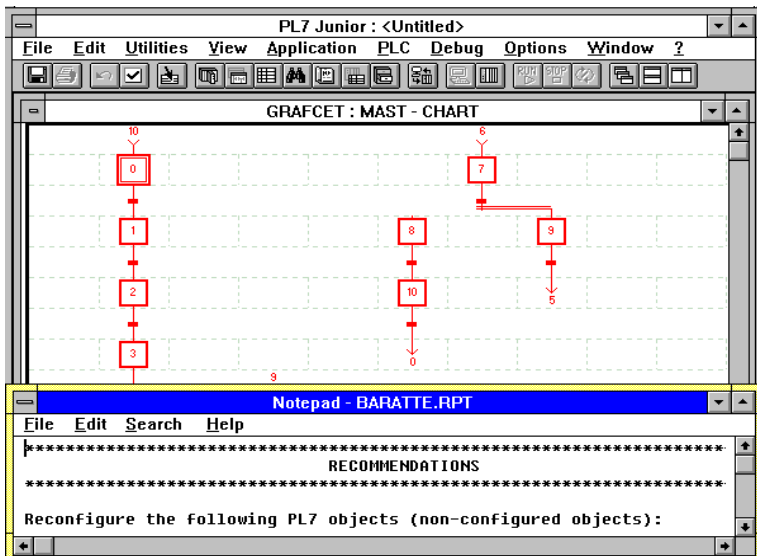 PL7 Junior : <Untitled>
File Edit Utilities View Application PLC Debug Options Window ?
RUN STOP
GRAFCET : MAST - CHART
10 6
0 7
1 8 9
2 10 5
3 0
9
Notepad - BARATTE.RPT
File Edit Search Help
************************************************************************
RECOMMENDATIONS
************************************************************************
Reconfigure the following PL7 objects (non-configured objects):